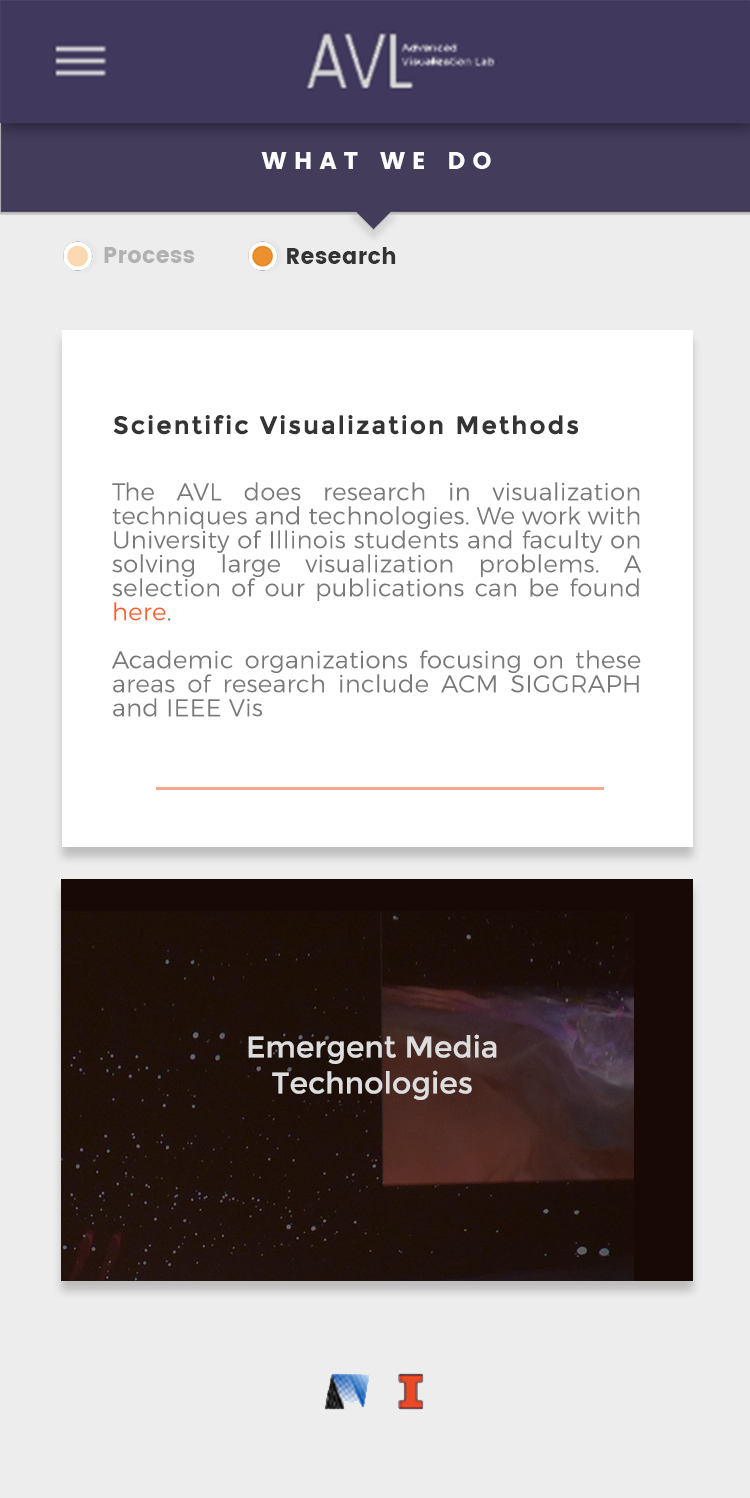 AVL
Advanced
Visualization Lab
WHAT WE DO
Process
Research
Scientific Visualization Methods
The AVL does research in visualization
techniques and technologies. We work with
University of Illinois students and faculty on
solving large visualization problems. A
selection of our publications can be found
here.
Academic organizations focusing on these
areas of research include ACM SIGGRAPH
and IEEE Vis
Emergent Media
Technologies
I